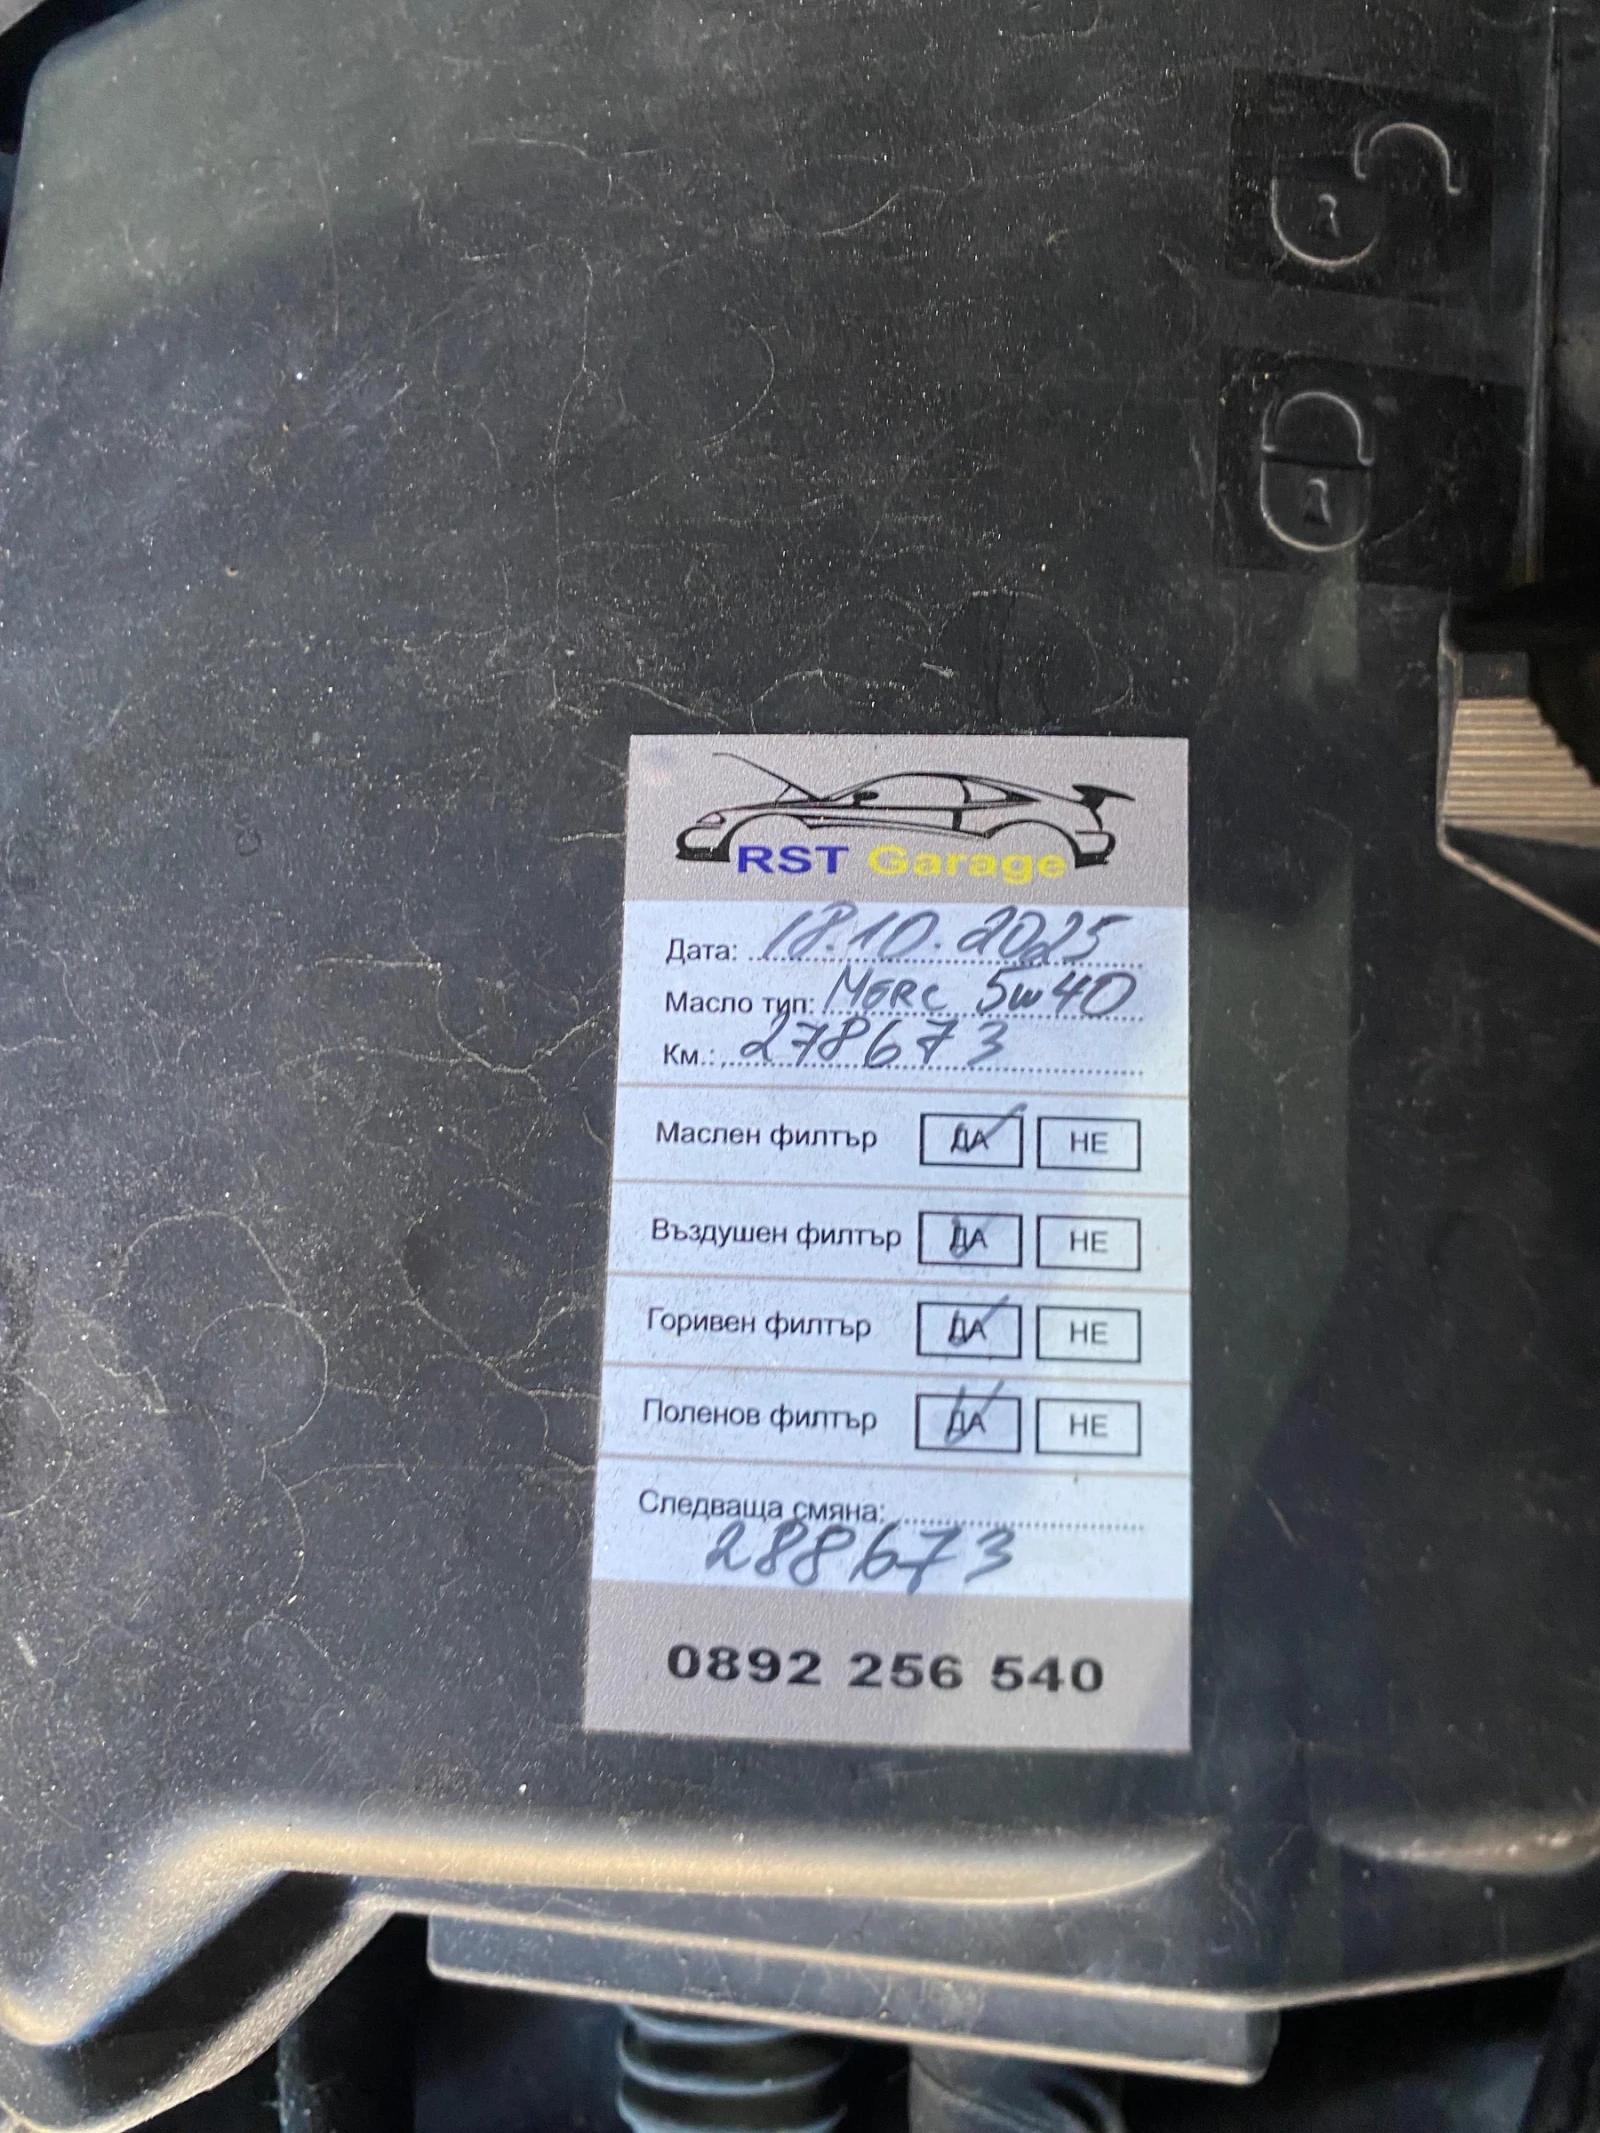 RST Garage
Дата: 18.10.2025
Масло тип: MERC 5w40
Км.: 278673
Маслен филтър ДА НЕ
Въздушен филтър ДА НЕ
Горивен филтър ДА НЕ
Поленов филтър ДА НЕ
Следваща смяна:
288673
0892 256 540